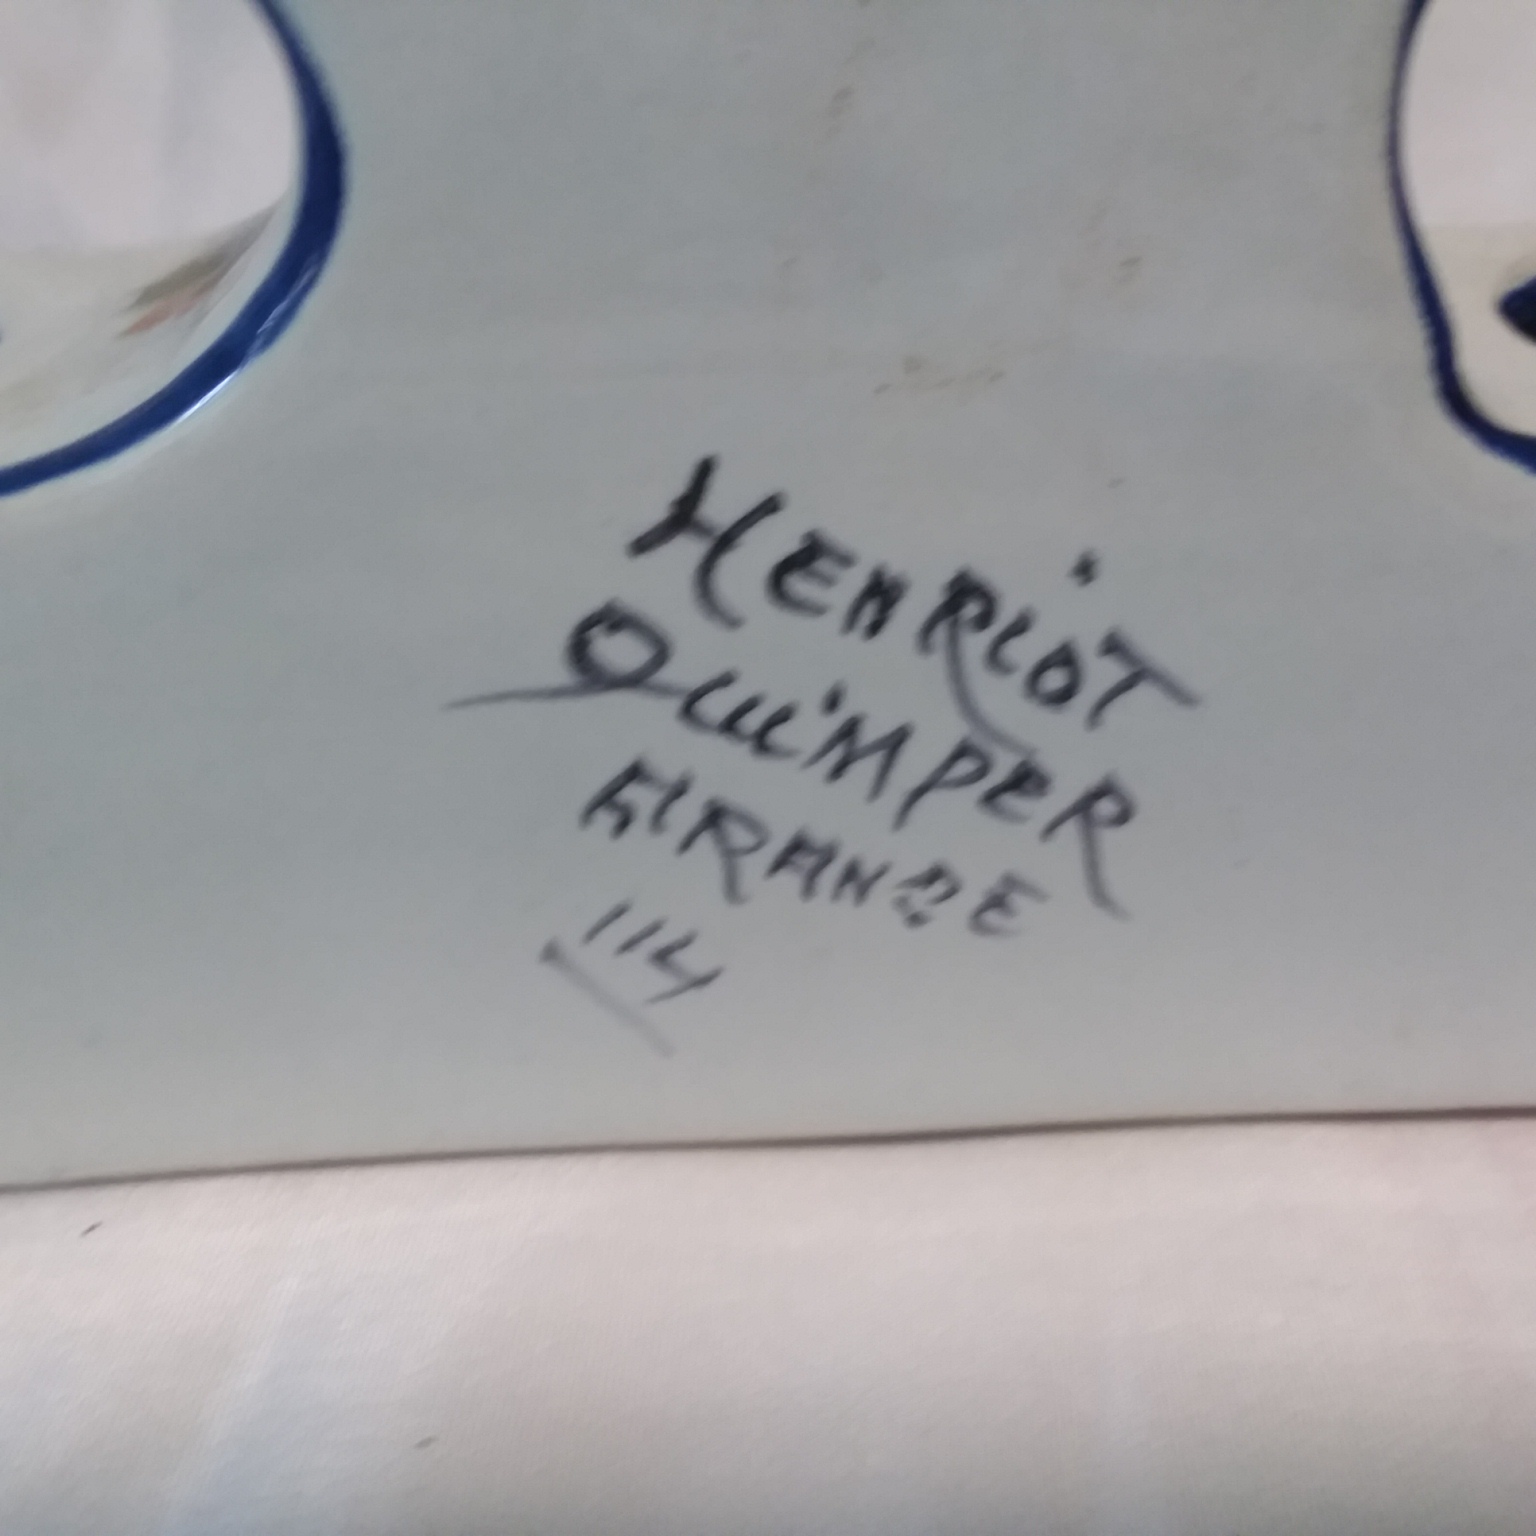 HENRIOT
QUIMPER
FRANCE
114